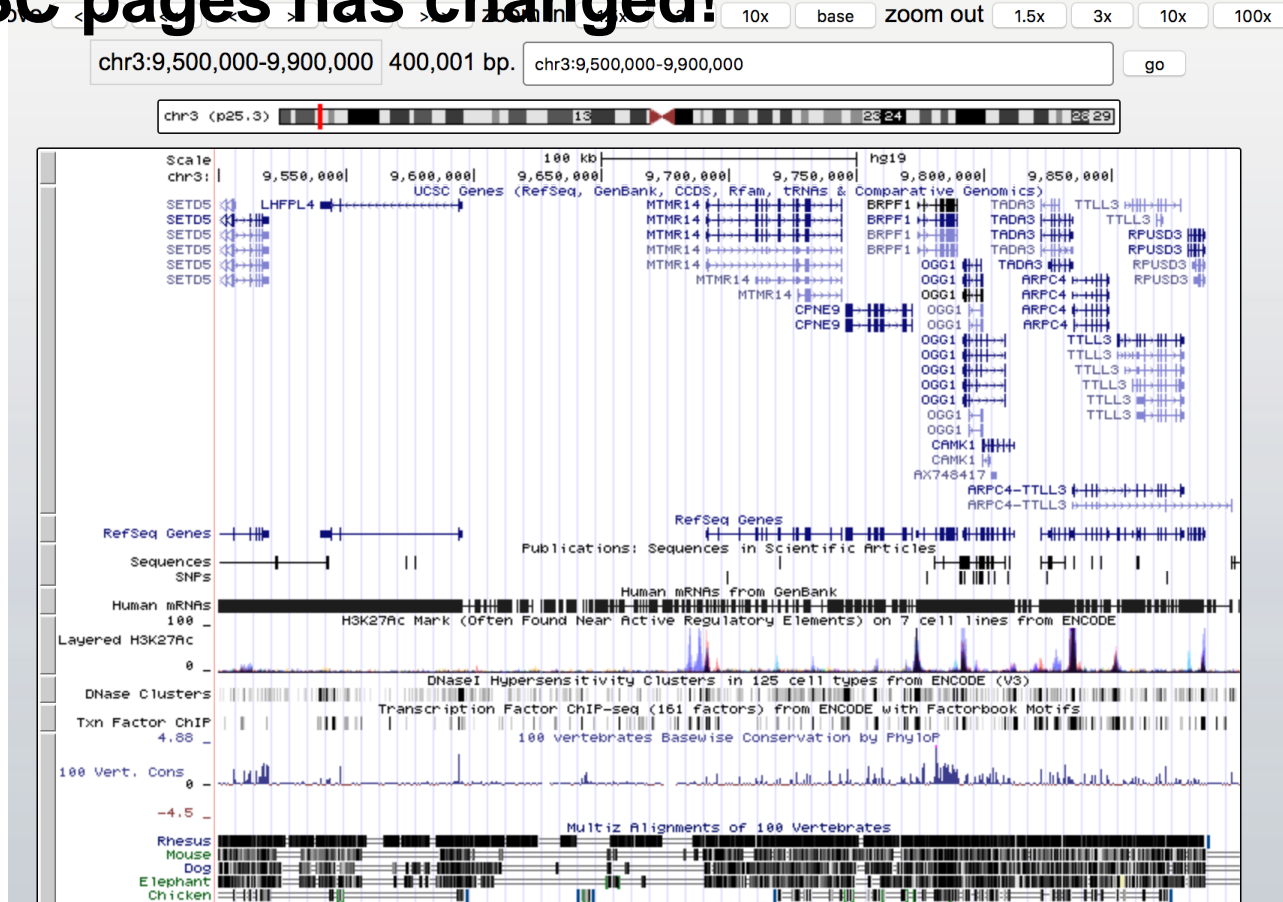 SC pages has changed!
zoom in 1.5x 3x 10x base zoom out 1.5x 3x 10x 100x
chr3:9,500,000-9,900,000 400,001 bp. chr3:9,500,000-9,900,000 go
chr3 (p25.3) 13 23 24 28 29
Scale 100 kb hg19
chr3: 9,550,000 9,600,000 9,650,000 9,700,000 9,750,000 9,800,000 9,850,000
UCSC Genes (RefSeq, GenBank, CCDS, Rfam, tRNAs & Comparative Genomics)
SETD5 LHFPL4 MTMR14 BRPF1 TADA3 TTLL3
SETD5 MTMR14 BRPF1 TADA3 TTLL3
SETD5 MTMR14 BRPF1 TADA3 RPUSD3
SETD5 MTMR14 BRPF1 TADA3 RPUSD3
SETD5 MTMR14 OGG1 TADA3 RPUSD3
SETD5 MTMR14 OGG1 ARPC4 RPUSD3
MTMR14 OGG1 ARPC4
CPNE9 OGG1 ARPC4
CPNE9 OGG1 ARPC4
OGG1 TTLL3
OGG1 TTLL3
OGG1 TTLL3
OGG1 TTLL3
OGG1 TTLL3
OGG1 TTLL3
OGG1
CAMK1
CAMK1
AX748417
ARPC4-TTLL3
ARPC4-TTLL3
RefSeq Genes
RefSeq Genes
Publications: Sequences in Scientific Articles
Sequences
SNPs
Human mRNAs from GenBank
Human mRNAs
100 _ H3K27Ac Mark (Often Found Near Active Regulatory Elements) on 7 cell lines from ENCODE
Layered H3K27Ac
0 _
DNaseI Hypersensitivity Clusters in 125 cell types from ENCODE (V3)
DNase Clusters
Transcription Factor ChIP-seq (161 factors) from ENCODE with Factorbook Motifs
Txn Factor ChIP
4.88 _ 100 vertebrates Basewise Conservation by PhyloP
100 Vert. Cons
0 _
-4.5 _
Multiz Alignments of 100 Vertebrates
Rhesus
Mouse
Dog
Elephant
Chicken